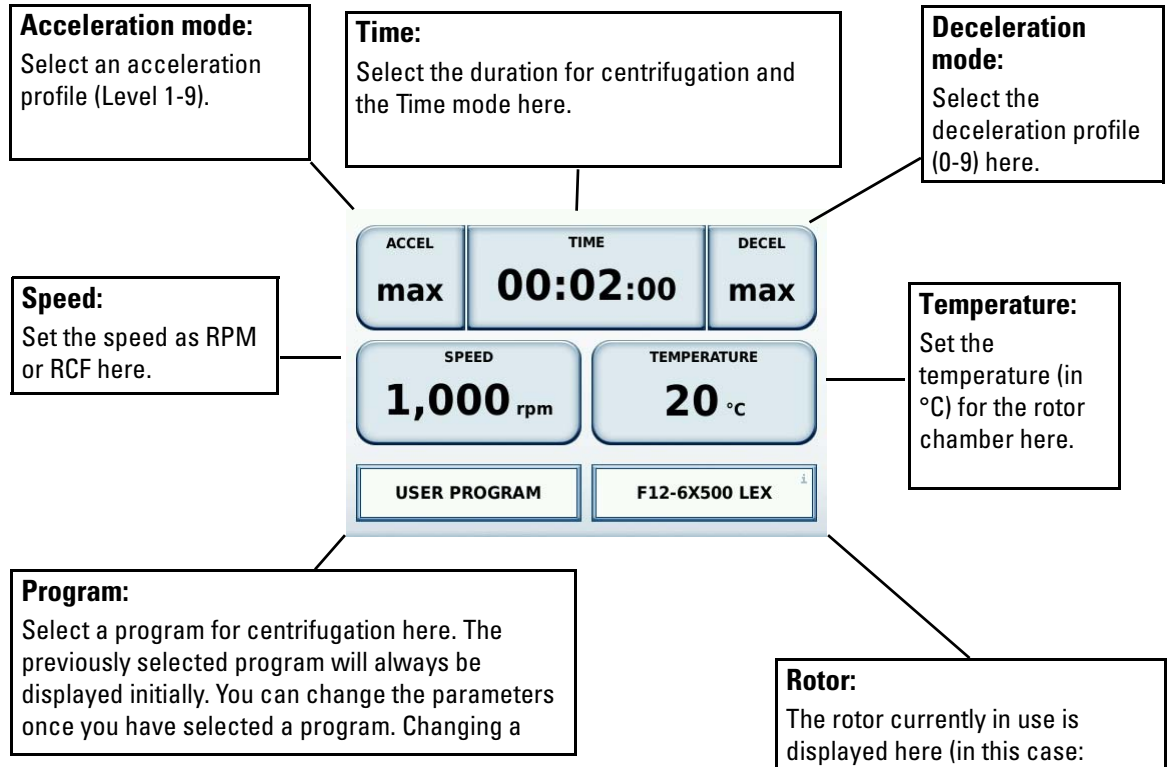 Acceleration mode:
Select an acceleration
profile (Level 1-9).
Time:
Select the duration for centrifugation and
the Time mode here.
Deceleration
mode:
Select the
deceleration profile
(0-9) here.
ACCEL
max
TIME
00:02:00
DECEL
max
Speed:
Set the speed as RPM
or RCF here.
SPEED
1,000 rpm
TEMPERATURE
20 °C
Temperature:
Set the
temperature (in
°C) for the rotor
chamber here.
USER PROGRAM
F12-6X500 LEX i
Program:
Select a program for centrifugation here. The
previously selected program will always be
displayed initially. You can change the parameters
once you have selected a program. Changing a
Rotor:
The rotor currently in use is
displayed here (in this case: